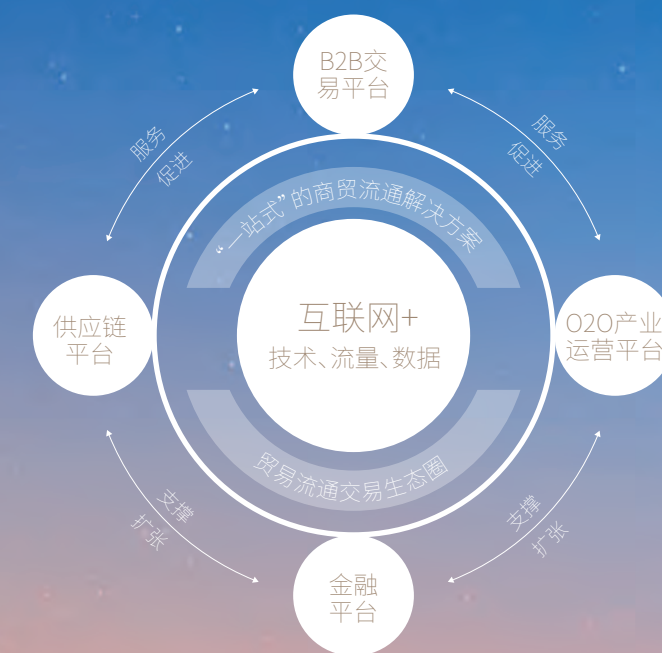 B2B交
易平台
服务
促进
服务
促进
“一站式”的商贸流通解决方案
供应链
平台
互联网+
技术、流量、数据
O2O产业
运营平台
贸易流通交易生态圈
支撑
扩张
支撑
扩张
金融
平台